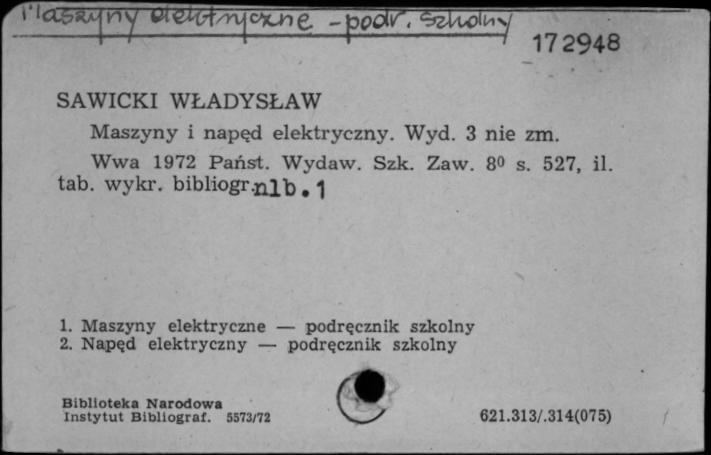 Maszyny elektryczne - podr. szkolny
172948
SAWICKI WŁADYSŁAW
Maszyny i napęd elektryczny. Wyd. 3 nie zm.
Wwa 1972 Państ. Wydaw. Szk. Zaw. 8⁰ s. 527, il.
tab. wykr. bibliogr. nlb. 1
1. Maszyny elektryczne — podręcznik szkolny
2. Napęd elektryczny — podręcznik szkolny
Biblioteka Narodowa
Instytut Bibliograf. 5573/72
621.313/.314(075)